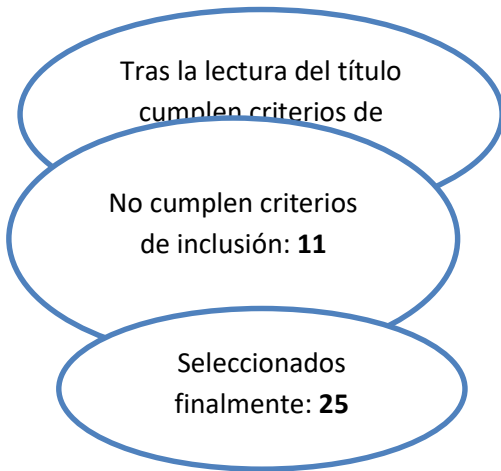 Tras la lectura del título
cumplen criterios de
No cumplen criterios
de inclusión: 11
Seleccionados
finalmente: 25